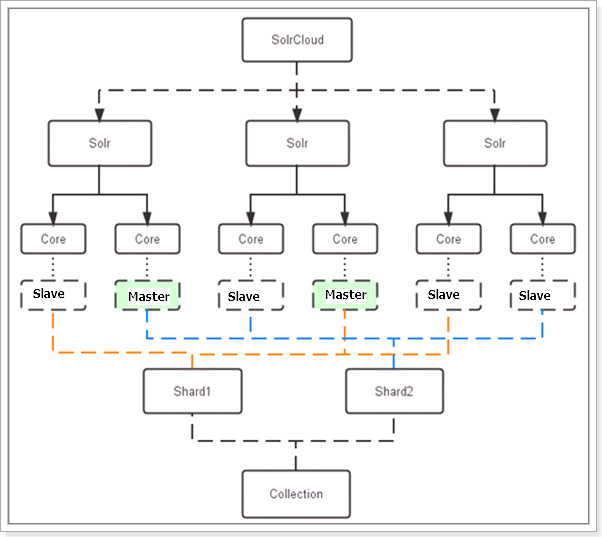 SolrCloud
Solr Solr Solr
Core Core Core Core Core Core
Slave Master Slave Master Slave Slave
Shard1 Shard2
Collection